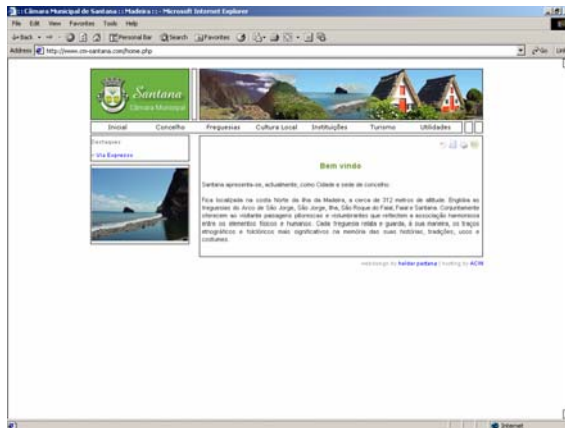 :: Câmara Municipal de Santana :: Madeira :: - Microsoft Internet Explorer
File Edit View Favorites Tools Help
Back Personal Bar Search Favorites
Address http://www.cm-santana.com/home.php Go
Santana
Câmara Municipal
Inicial Concelho Freguesias Cultura Local Instituições Turismo Utilidades
Destaques
Via Expresso
Bem vindo
Santana apresenta-se, actualmente, como Cidade e sede de concelho.
Fica localizada na costa Norte da ilha da Madeira, a cerca de 312 metros de altitude. Engloba as
freguesias do Arco de São Jorge, São Jorge, Ilha, São Roque do Faial, Faial e Santana. Conjuntamente
oferecem ao visitante paisagens pitorescas e deslumbrantes que reflectem a associação harmoniosa
entre os elementos físicos e humanos. Cada freguesia relata e guarda, à sua maneira, os traços
etnográficos e folclóricos mais significativos na memória das suas histórias, tradições, usos e
costumes.
webdesign by helder pestana | hosting by ACIN
Internet